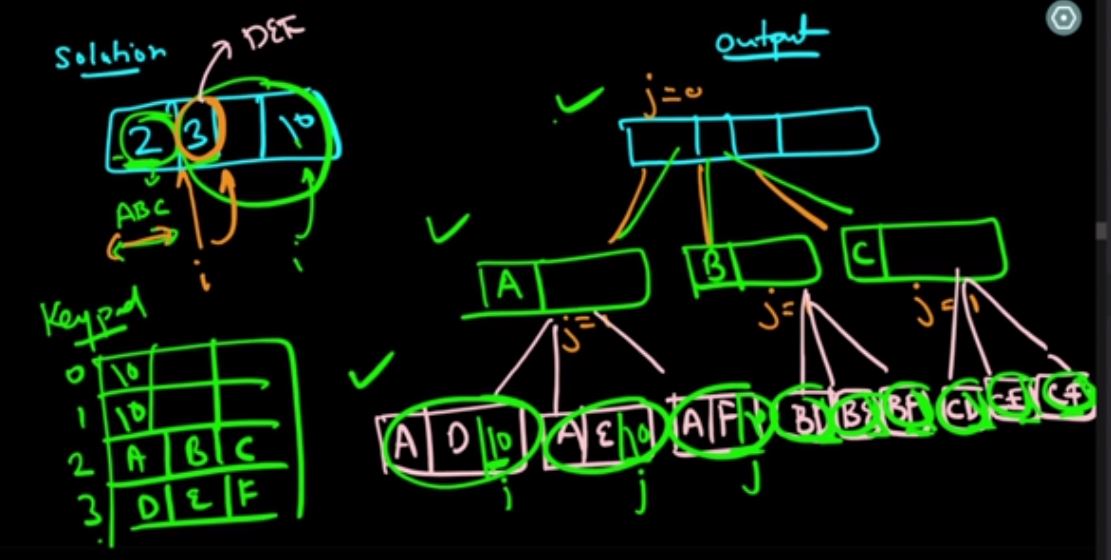 Solution
DEF
2 3 \0
ABC
i i
Keypad
0 \0
1 \0
2 A B C
3 D E F
Output
j=0
A B C
j=1 j= j=1
A D \0 A E \0 A F \0 BD BE BF CD CE CF
j j j